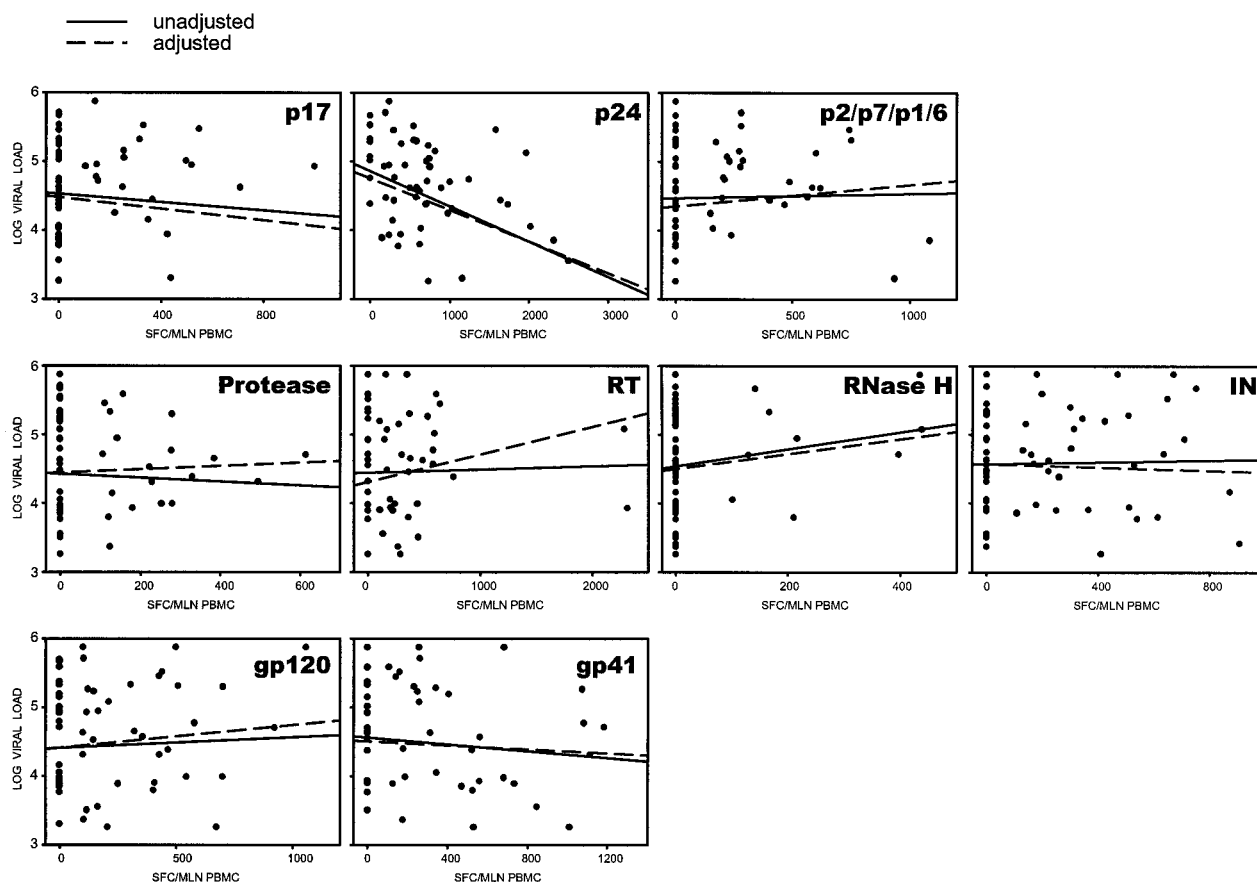 unadjusted
adjusted
p17
p24
p2/p7/p1/6
LOG VIRAL LOAD
6
5
4
3
0 400 800
0 1000 2000 3000
0 500 1000
SFC/MLN PBMC
SFC/MLN PBMC
SFC/MLN PBMC
Protease
RT
RNase H
IN
LOG VIRAL LOAD
6
5
4
3
0 200 400 600
0 1000 2000
0 200 400
0 400 800
SFC/MLN PBMC
SFC/MLN PBMC
SFC/MLN PBMC
SFC/MLN PBMC
gp120
gp41
LOG VIRAL LOAD
6
5
4
3
0 500 1000
0 400 800 1200
SFC/MLN PBMC
SFC/MLN PBMC